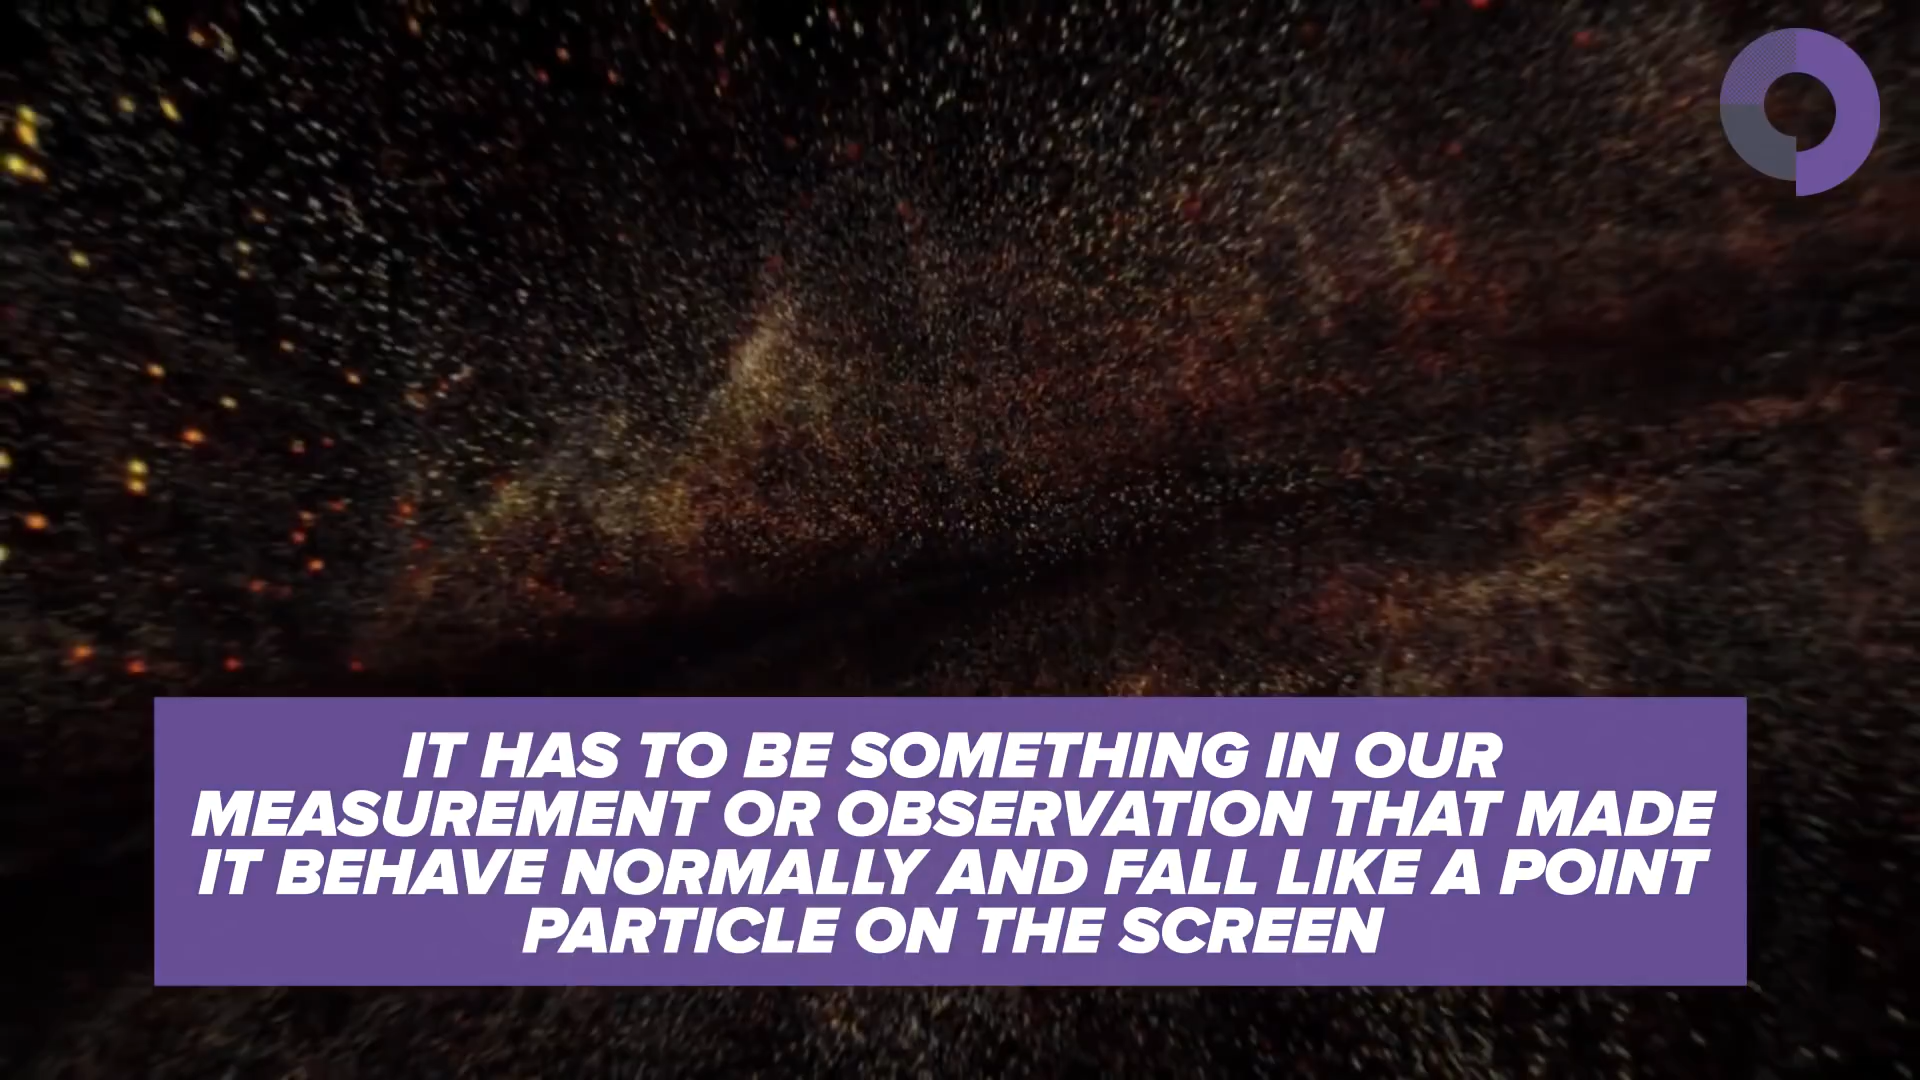 IT HAS TO BE SOMETHING IN OUR
MEASUREMENT OR OBSERVATION THAT MADE
IT BEHAVE NORMALLY AND FALL LIKE A POINT
PARTICLE ON THE SCREEN